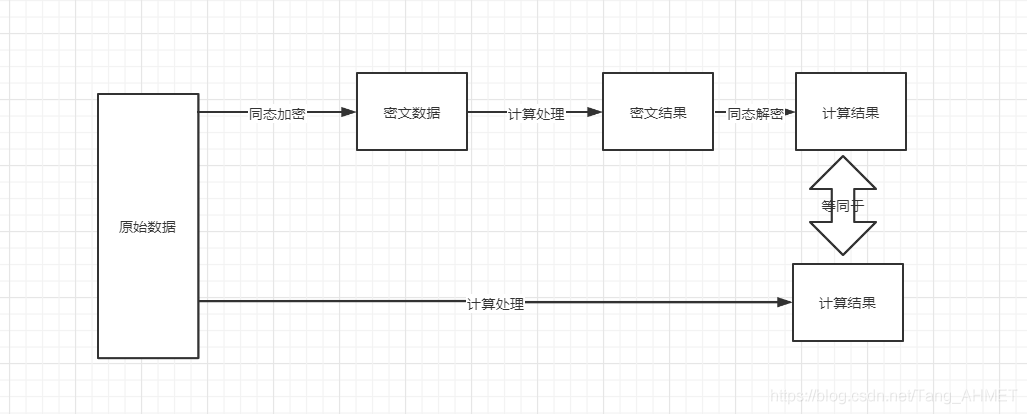 同态加密
密文数据
计算处理
密文结果
同态解密
计算结果
原始数据
等同于
计算处理
计算结果
https://blog.csdn.net/Tang_AHMET